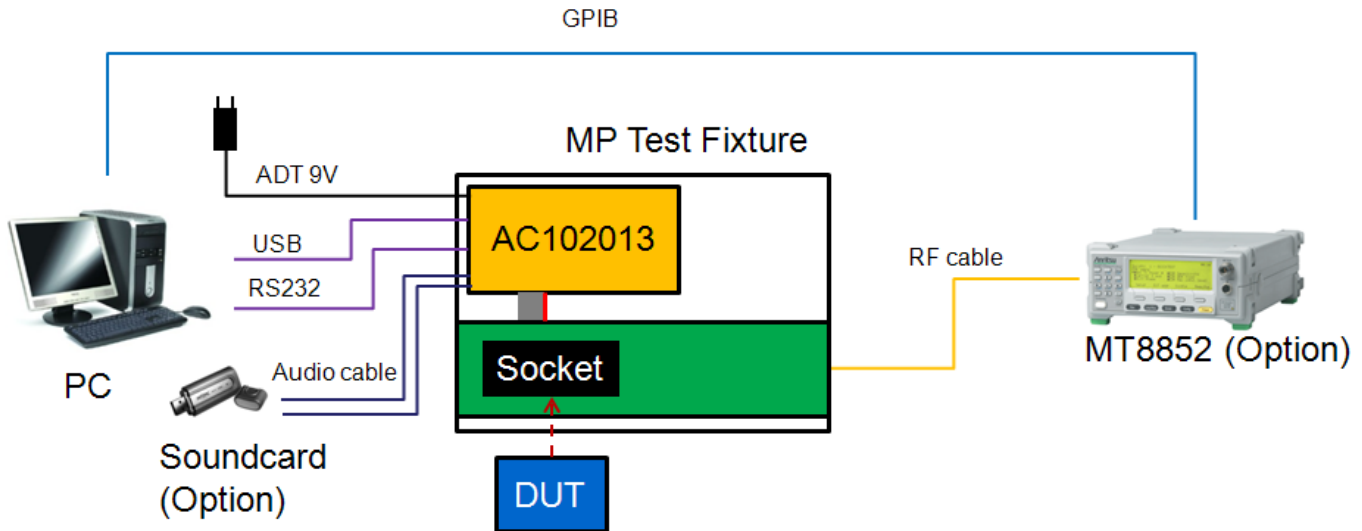 GPIB
MP Test Fixture
ADT 9V
AC102013
USB
RF cable
RS232
Socket
MT8852 (Option)
Audio cable
PC
Soundcard
(Option)
DUT